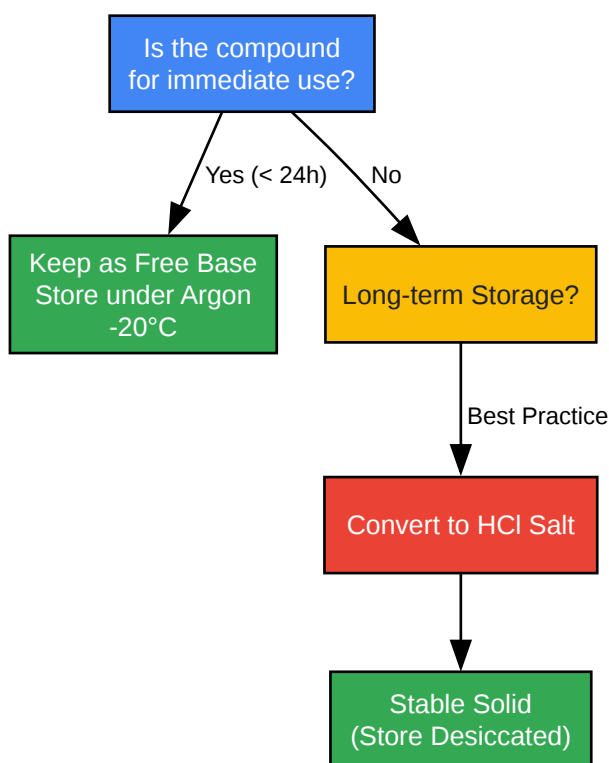 Is the compound
for immediate use?
Yes (< 24h)
No
Keep as Free Base
Store under Argon
-20°C
Long-term Storage?
Best Practice
Convert to HCl Salt
Stable Solid
(Store Desiccated)